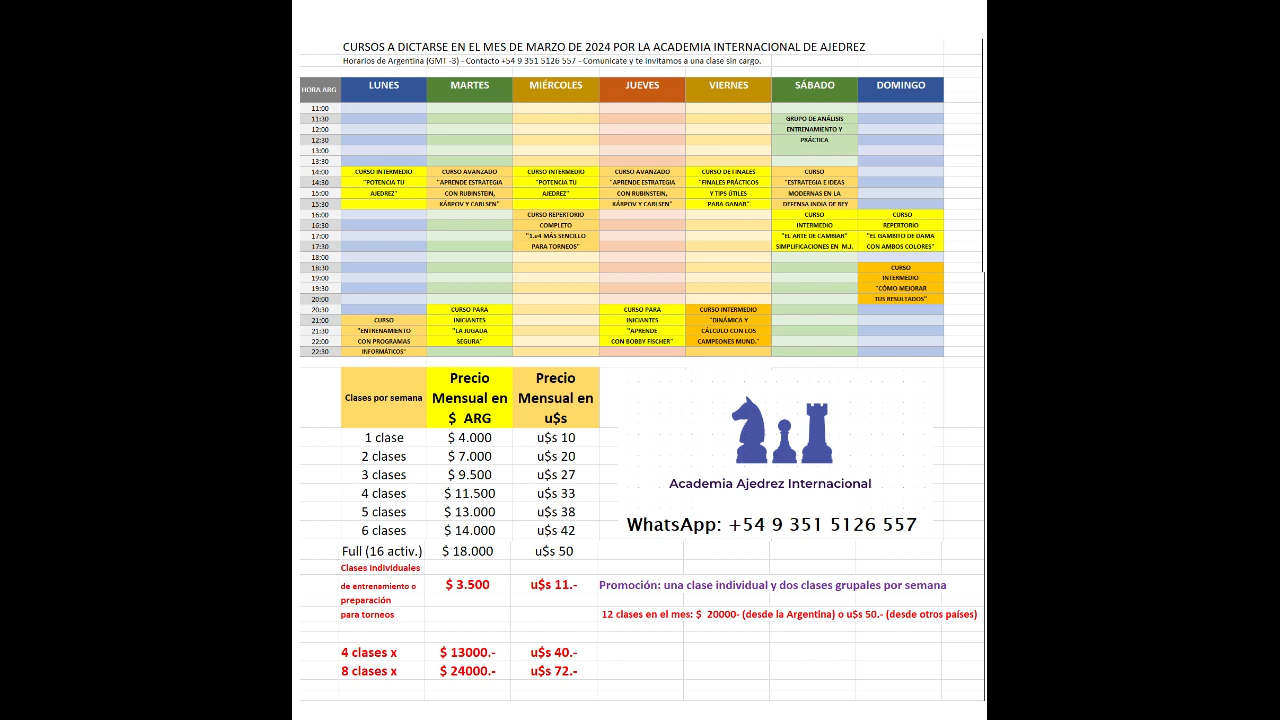 CURSOS A DICTARSE EN EL MES DE MARZO DE 2024 POR LA ACADEMIA INTERNACIONAL DE AJEDREZ
Horarios de Argentina (GMT -3) - Contacto +54 9 351 5126 557 - Comunicate y te invitamos a una clase sin cargo.
HORA ARG LUNES MARTES MIÉRCOLES JUEVES VIERNES SÁBADO DOMINGO
11:00
11:30 GRUPO DE ANÁLISIS
12:00 ENTRENAMIENTO Y
12:30 PRÁCTICA
13:00
13:30
14:00 CURSO INTERMEDIO CURSO AVANZADO CURSO INTERMEDIO CURSO AVANZADO CURSO DE FINALES CURSO
14:30 "POTENCIA TU "APRENDE ESTRATEGIA "POTENCIA TU "APRENDE ESTRATEGIA "FINALES PRÁCTICOS "ESTRATEGIA E IDEAS
15:00 AJEDREZ" CON RUBINSTEIN, AJEDREZ" CON RUBINSTEIN, Y TIPS ÚTILES MODERNAS EN LA
15:30 KÁRPOV Y CARLSEN" KÁRPOV Y CARLSEN" PARA GANAR" DEFENSA INDIA DE REY
16:00 CURSO REPERTORIO CURSO CURSO
16:30 COMPLETO INTERMEDIO REPERTORIO
17:00 "1.e4 MÁS SENCILLO "EL ARTE DE CAMBIAR" "EL GAMBITO DE DAMA
17:30 PARA TORNEOS" SIMPLIFICACIONES EN M.J. CON AMBOS COLORES"
18:00
18:30 CURSO
19:00 INTERMEDIO
19:30 "CÓMO MEJORAR
20:00 TUS RESULTADOS"
20:30 CURSO PARA CURSO PARA CURSO INTERMEDIO
21:00 CURSO INICIANTES INICIANTES "DINÁMICA Y
21:30 "ENTRENAMIENTO "LA JUGADA "APRENDE CÁLCULO CON LOS
22:00 CON PROGRAMAS SEGURA" CON BOBBY FISCHER" CAMPEONES MUND."
22:30 INFORMÁTICOS"
Clases por semana Precio Mensual en $ ARG Precio Mensual en u$s
1 clase $ 4.000 u$s 10
2 clases $ 7.000 u$s 20
3 clases $ 9.500 u$s 27
4 clases $ 11.500 u$s 33
5 clases $ 13.000 u$s 38
6 clases $ 14.000 u$s 42
Full (16 activ.) $ 18.000 u$s 50
Academia Ajedrez Internacional
WhatsApp: +54 9 351 5126 557
Clases individuales
de entrenamiento o $ 3.500 u$s 11.- Promoción: una clase individual y dos clases grupales por semana
preparación
para torneos 12 clases en el mes: $ 20000- (desde la Argentina) o u$s 50.- (desde otros países)
4 clases x $ 13000.- u$s 40.-
8 clases x $ 24000.- u$s 72.-